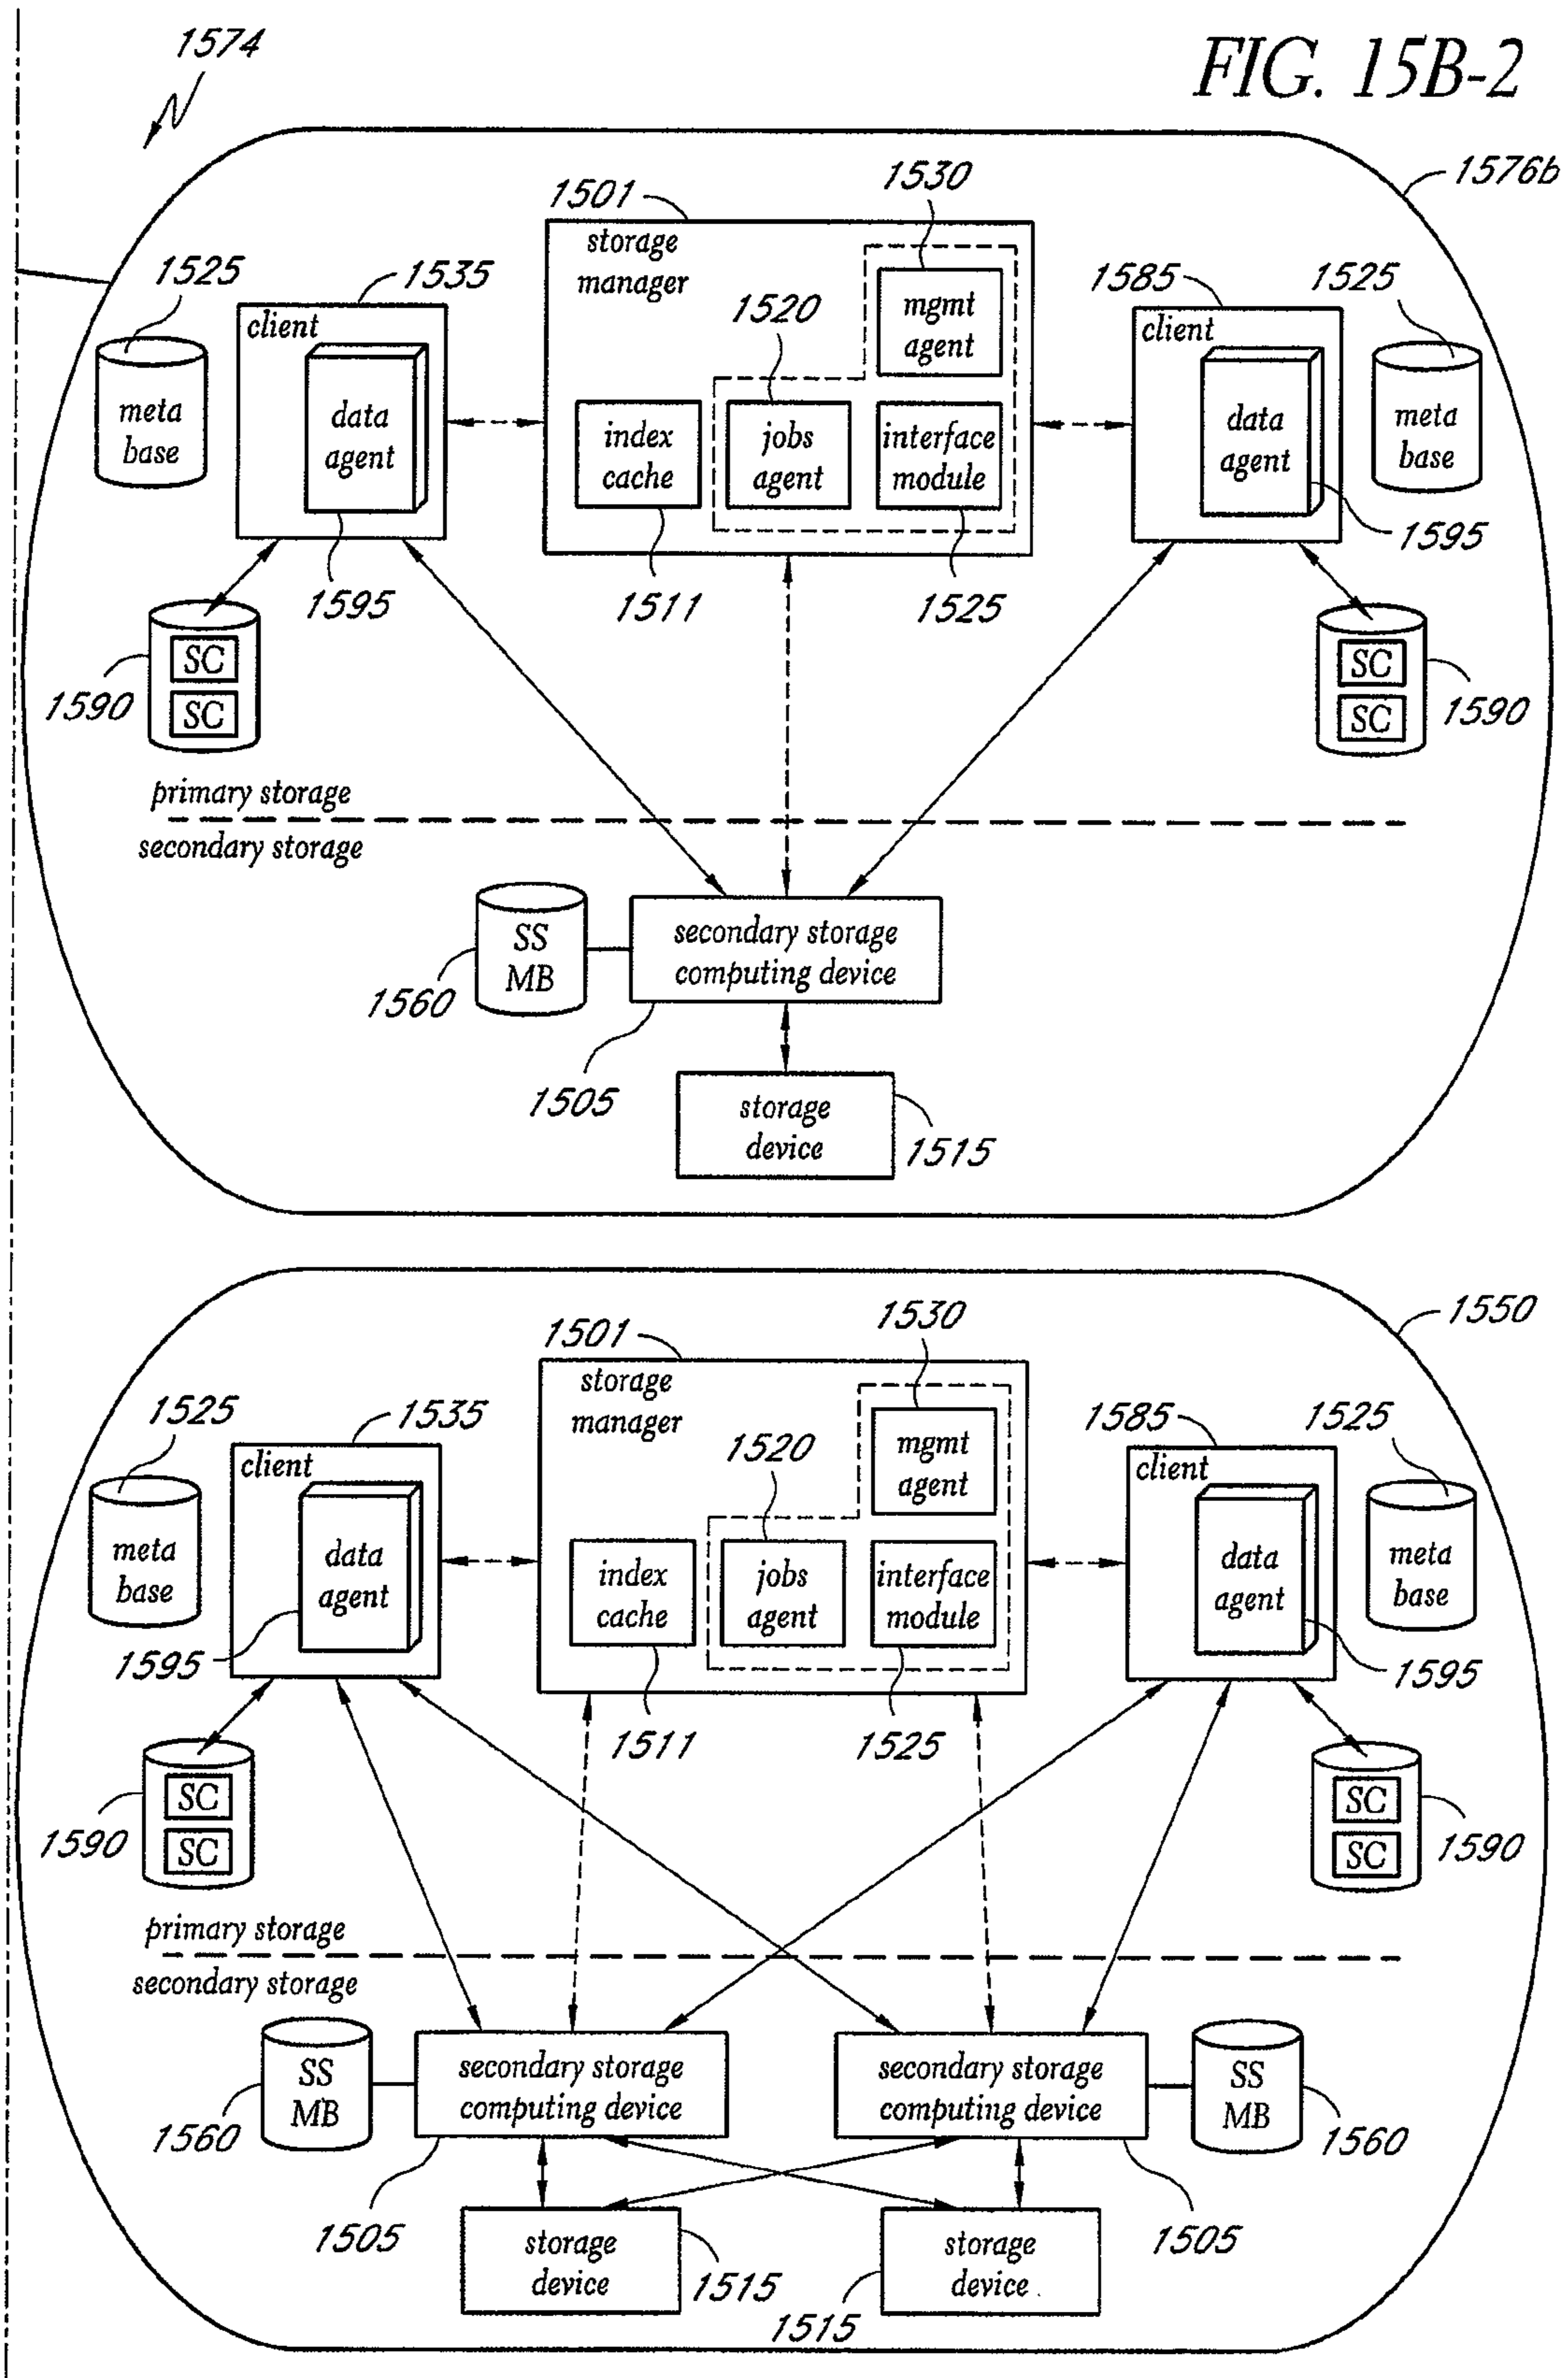 1574
FIG. 15B-2
1576b
1530
1501
storage
manager
1525
1535
1585
1525
client
1520
mgmt
agent
client
meta
base
data
agent
index
cache
jobs
agent
interface
module
data
agent
meta
base
1595
1595
1511
1525
SC
SC
1590
SC
SC
1590
primary storage
secondary storage
SS
MB
secondary storage
computing device
1560
1505
storage
device
1515
1550
1530
1501
storage
manager
1525
1535
1585
1525
client
1520
mgmt
agent
client
meta
base
data
agent
index
cache
jobs
agent
interface
module
data
agent
meta
base
1595
1595
1511
1525
SC
SC
1590
SC
SC
1590
primary storage
secondary storage
SS
MB
secondary storage
computing device
secondary storage
computing device
SS
MB
1560
1560
1505
1505
storage
device
1515
storage
device
1515